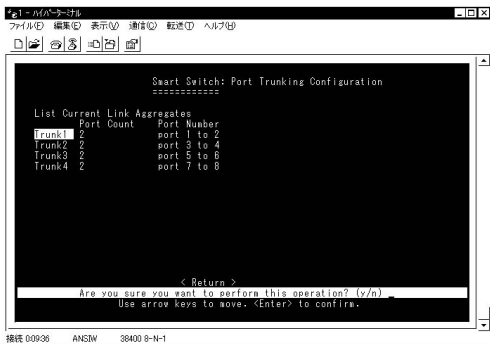 e1 - ハイパーターミナル
ファイル(F) 編集(E) 表示(V) 通信(C) 転送(T) ヘルプ(H)
Smart Switch: Port Trunking Configuration
============
List Current Link Aggregates
Port Count Port Number
Trunk1 2 port 1 to 2
Trunk2 2 port 3 to 4
Trunk3 2 port 5 to 6
Trunk4 2 port 7 to 8
< Return >
Are you sure you want to perform this operation? (y/n) _
Use arrow keys to move. <Enter> to confirm.
接続 0:09:36 ANSIW 38400 8-N-1